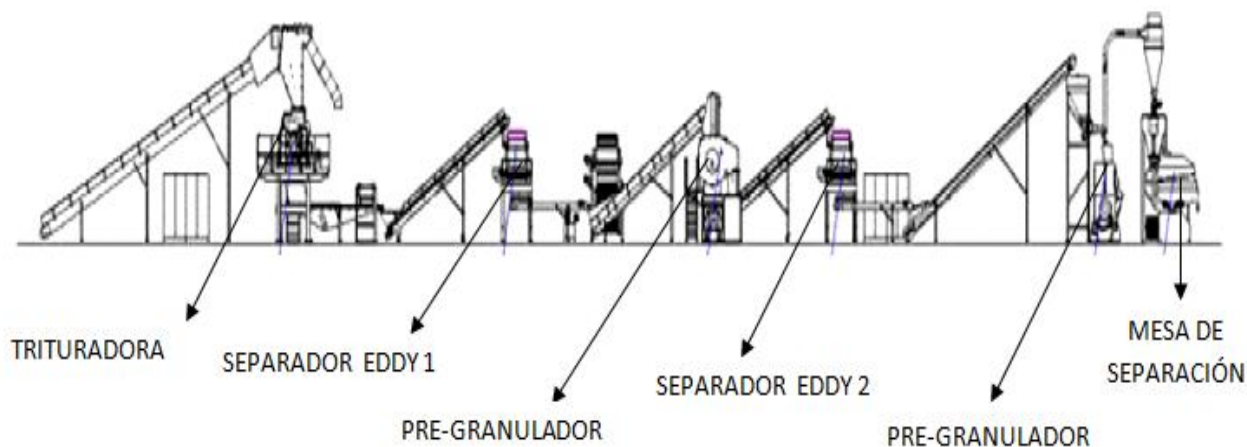 TRITURADORA
SEPARADOR EDDY 1
PRE-GRANULADOR
SEPARADOR EDDY 2
PRE-GRANULADOR
MESA DE
SEPARACIÓN